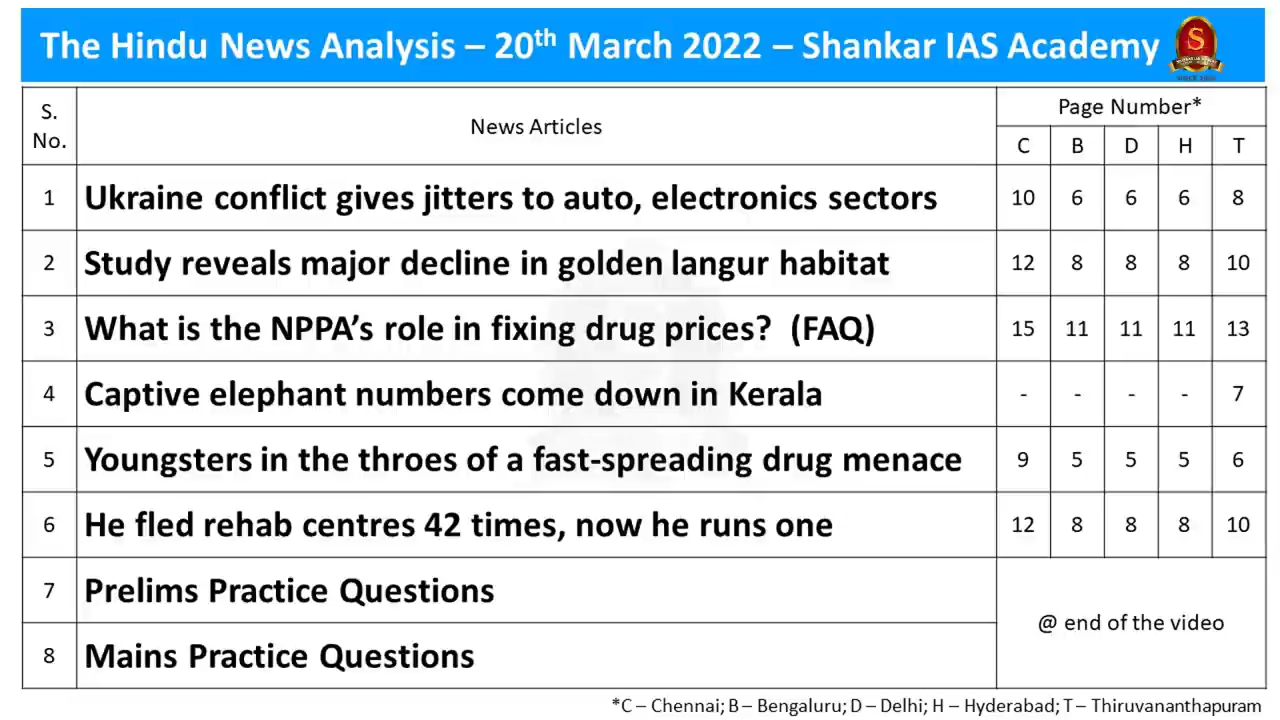 The Hindu News Analysis – 20th March 2022 – Shankar IAS Academy
S
S. No. News Articles Page Number*
C B D H T
1 Ukraine conflict gives jitters to auto, electronics sectors 10 6 6 6 8
2 Study reveals major decline in golden langur habitat 12 8 8 8 10
3 What is the NPPA’s role in fixing drug prices? (FAQ) 15 11 11 11 13
4 Captive elephant numbers come down in Kerala - - - - 7
5 Youngsters in the throes of a fast-spreading drug menace 9 5 5 5 6
6 He fled rehab centres 42 times, now he runs one 12 8 8 8 10
7 Prelims Practice Questions
@ end of the video
8 Mains Practice Questions
*C – Chennai; B – Bengaluru; D – Delhi; H – Hyderabad; T – Thiruvananthapuram